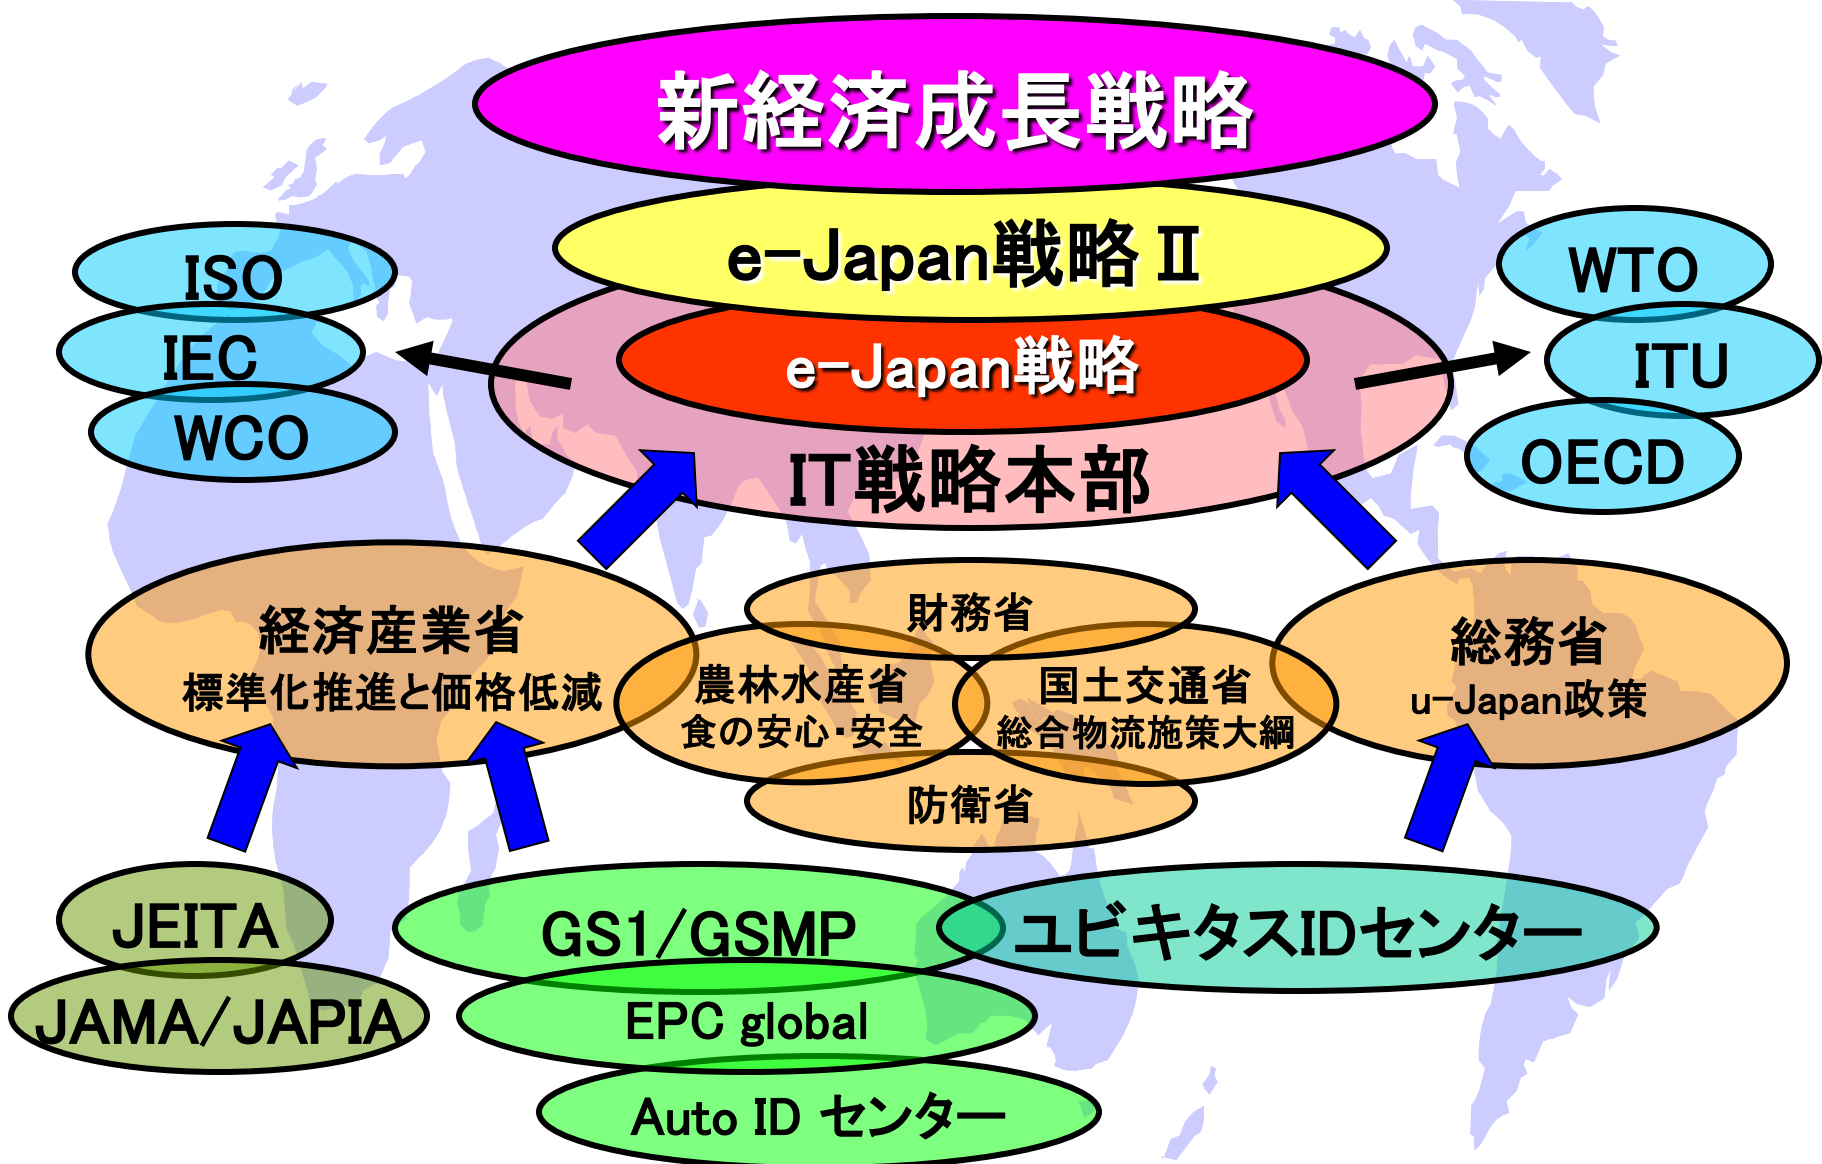 新経済成長戦略
e-Japan戦略Ⅱ
e-Japan戦略
IT戦略本部
ISO
IEC
WCO
WTO
ITU
OECD
経済産業省
標準化推進と価格低減
財務省
農林水産省
食の安心・安全
国土交通省
総合物流施策大綱
防衛省
総務省
u-Japan政策
JEITA
JAMA/JAPIA
GS1/GSMP
EPC global
Auto ID センター
ユビキタスIDセンター